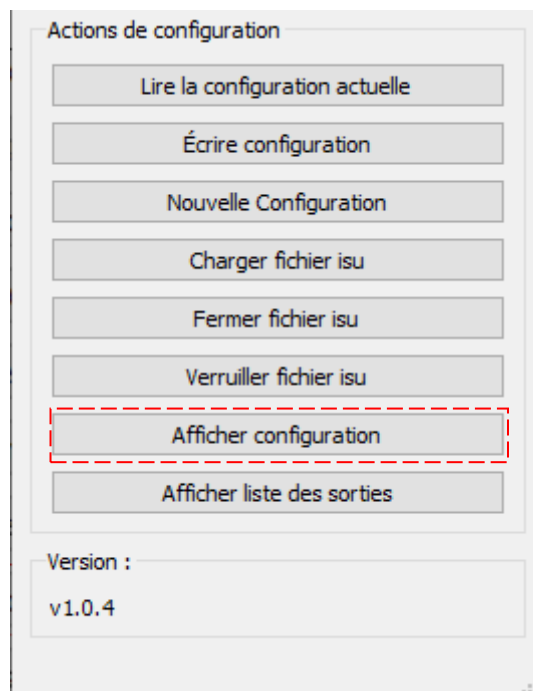 Actions de configuration
Lire la configuration actuelle
Écrire configuration
Nouvelle Configuration
Charger fichier isu
Fermer fichier isu
Verruiller fichier isu
Afficher configuration
Afficher liste des sorties
Version :
v1.0.4